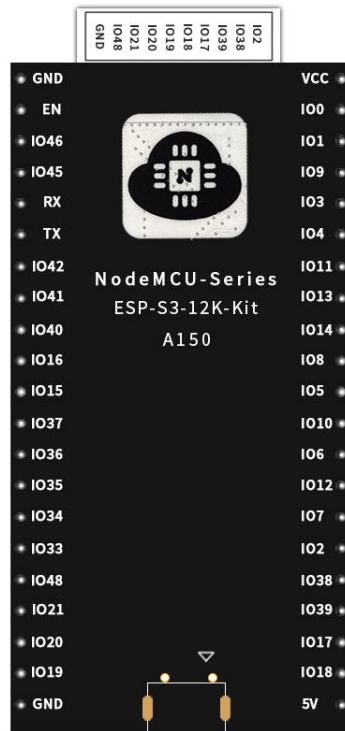 GND
IO48
IO21
IO20
IO19
IO18
IO17
IO39
IO38
IO2
GND VCC
EN IO0
IO46 IO1
IO45 IO9
RX IO3
TX IO4
IO42 IO11
IO41 IO13
IO40 IO14
IO16 IO8
IO15 IO5
IO37 IO10
IO36 IO6
IO35 IO12
IO34 IO7
IO33 IO2
IO48 IO38
IO21 IO39
IO20 IO17
IO19 IO18
GND 5V
NodeMCU-Series
ESP-S3-12K-Kit
A150